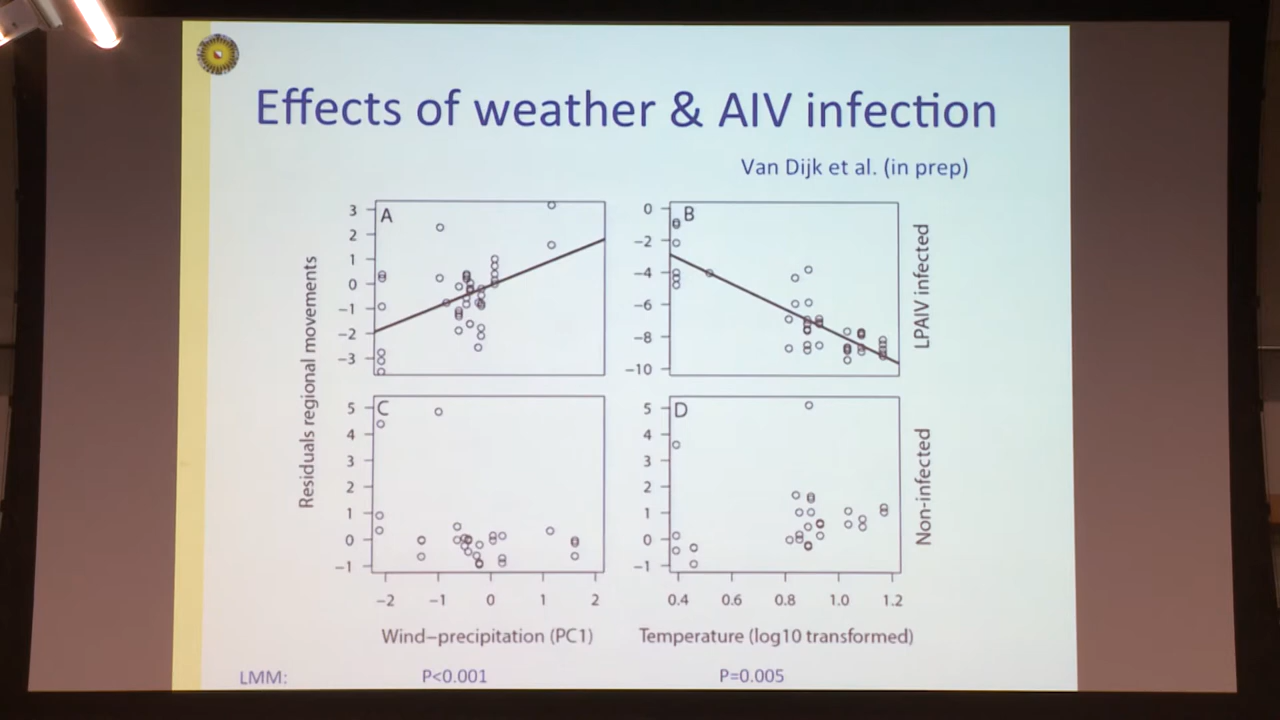 Effects of weather & AIV infection
Van Dijk et al. (in prep)
Residuals regional movements
A
3
2
1
0
−1
−2
−3
B
0
−2
−4
−6
−8
−10
LPAIV infected
C
5
4
3
2
1
0
−1
D
5
4
3
2
1
0
−1
Non-infected
−2 −1 0 1 2
0.4 0.6 0.8 1.0 1.2
Wind−precipitation (PC1)
Temperature (log10 transformed)
LMM: P<0.001 P=0.005